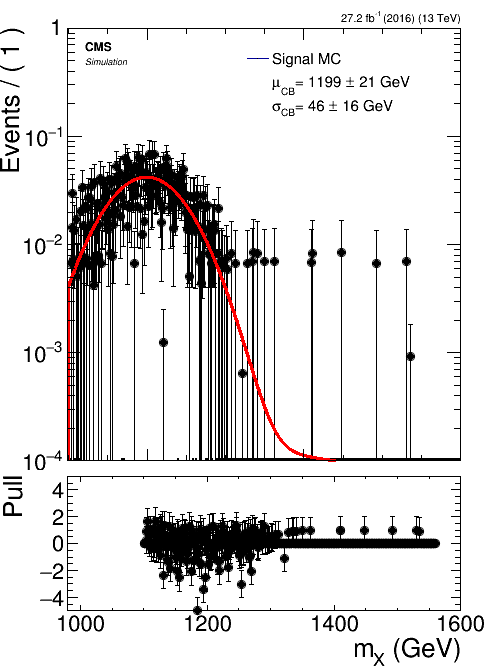 27.2 fb⁻¹ (2016) (13 TeV)
CMS
Simulation
Signal MC
μ_CB = 1199 ± 21 GeV
σ_CB = 46 ± 16 GeV
Events / ( 1 )
1
10⁻¹
10⁻²
10⁻³
10⁻⁴
Pull
4
2
0
−2
−4
1000 1200 1400 1600
m_X (GeV)